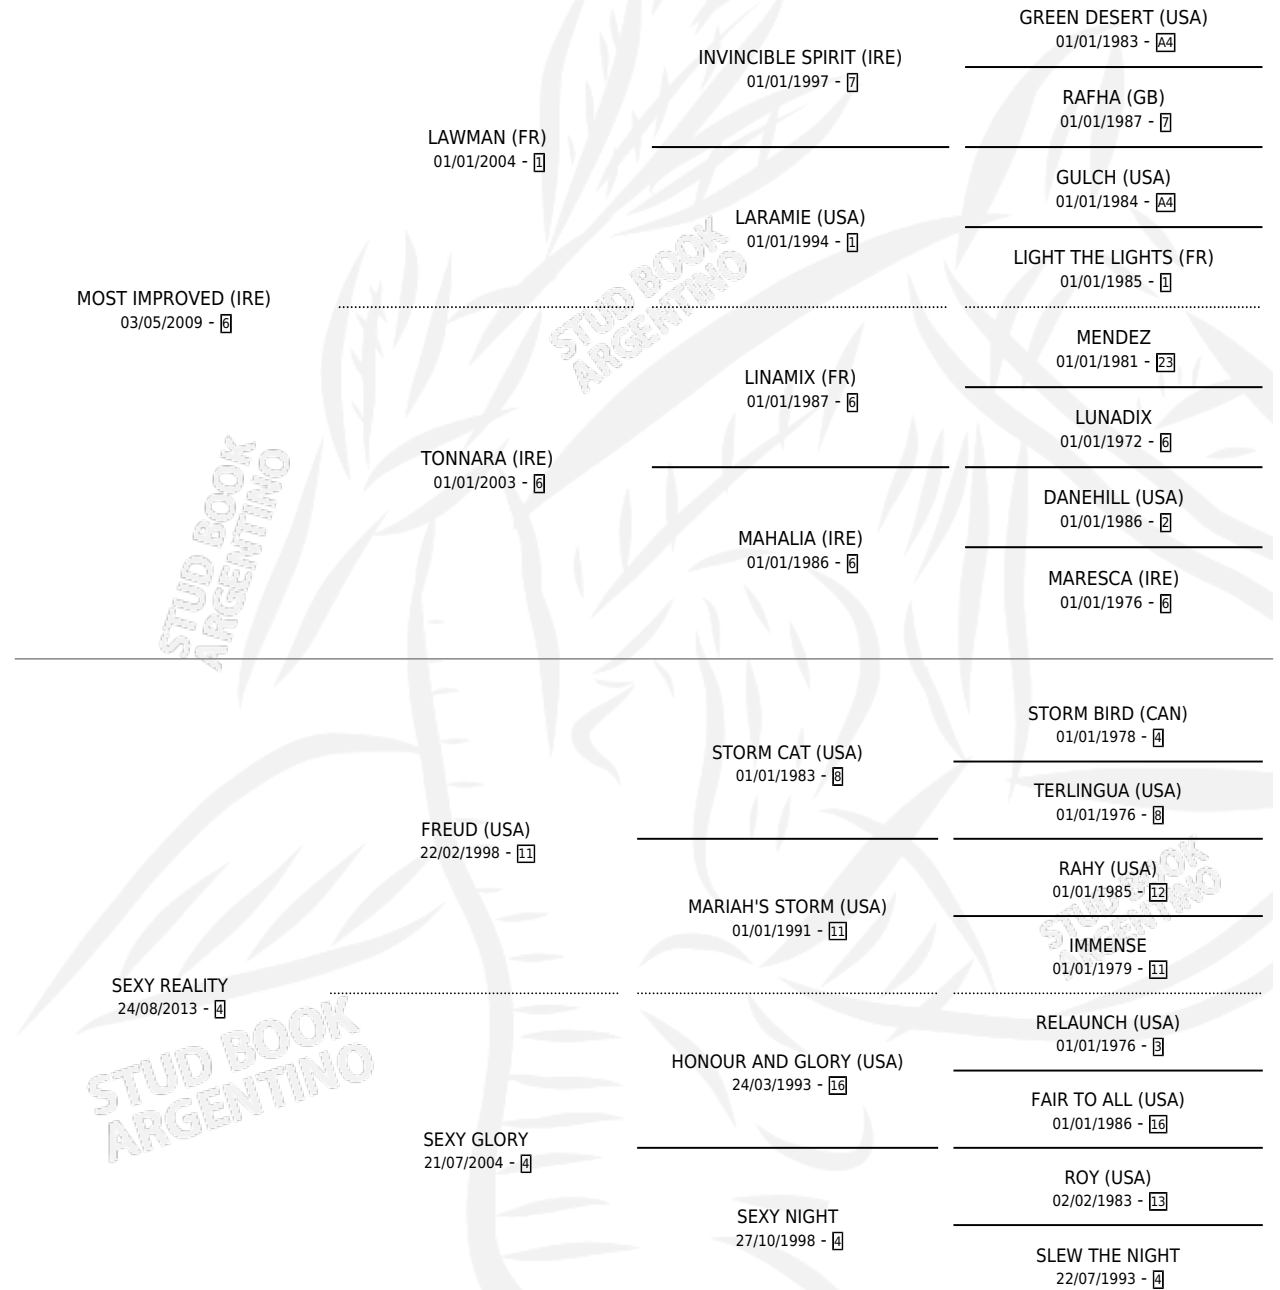 GREEN DESERT (USA)
01/01/1983 - A4
INVINCIBLE SPIRIT (IRE)
01/01/1997 - 7
RAFHA (GB)
01/01/1987 - 7
LAWMAN (FR)
01/01/2004 - 1
GULCH (USA)
01/01/1984 - A4
LARAMIE (USA)
01/01/1994 - 1
LIGHT THE LIGHTS (FR)
01/01/1985 - 1
MOST IMPROVED (IRE)
03/05/2009 - 6
MENDEZ
01/01/1981 - 23
LINAMIX (FR)
01/01/1987 - 6
LUNADIX
01/01/1972 - 6
TONNARA (IRE)
01/01/2003 - 6
DANEHILL (USA)
01/01/1986 - 2
MAHALIA (IRE)
01/01/1986 - 6
MARESCA (IRE)
01/01/1976 - 6
STORM BIRD (CAN)
01/01/1978 - 4
STORM CAT (USA)
01/01/1983 - 8
TERLINGUA (USA)
01/01/1976 - 8
FREUD (USA)
22/02/1998 - 11
RAHY (USA)
01/01/1985 - 12
MARIAH'S STORM (USA)
01/01/1991 - 11
IMMENSE
01/01/1979 - 11
SEXY REALITY
24/08/2013 - 4
RELAUNCH (USA)
01/01/1976 - 3
HONOUR AND GLORY (USA)
24/03/1993 - 16
FAIR TO ALL (USA)
01/01/1986 - 16
SEXY GLORY
21/07/2004 - 4
ROY (USA)
02/02/1983 - 13
SEXY NIGHT
27/10/1998 - 4
SLEW THE NIGHT
22/07/1993 - 4
STUD BOOK
ARGENTINO
STUD BOOK
ARGENTINO
STUD BOOK
ARGENTINO
STUD BOOK
ARGENTINO